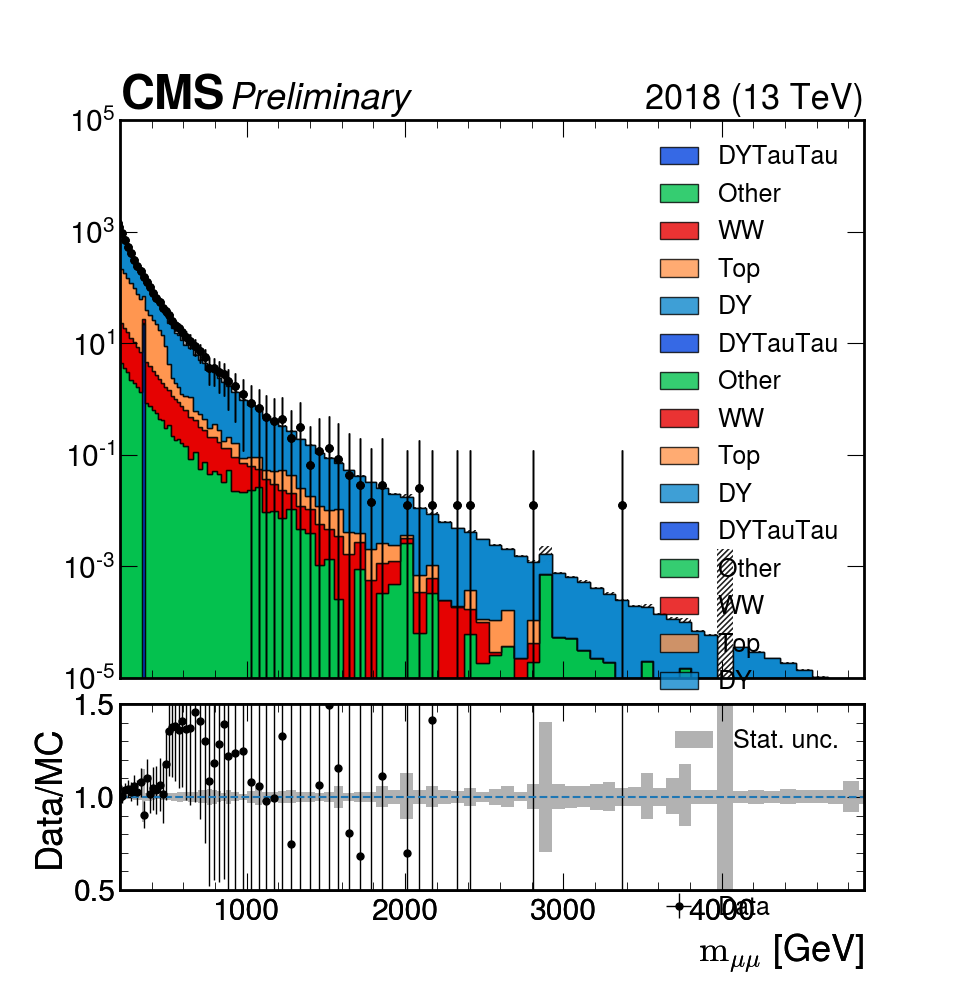 CMS Preliminary 2018 (13 TeV)
10^5
10^3
10^1
10^-1
10^-3
10^-5
DYTauTau
Other
WW
Top
DY
DYTauTau
Other
WW
Top
DY
DYTauTau
Other
WW
Top
DY
1.5
1.0
0.5
Data/MC
Stat. unc.
1000 2000 3000 4000
Data
m_μμ [GeV]